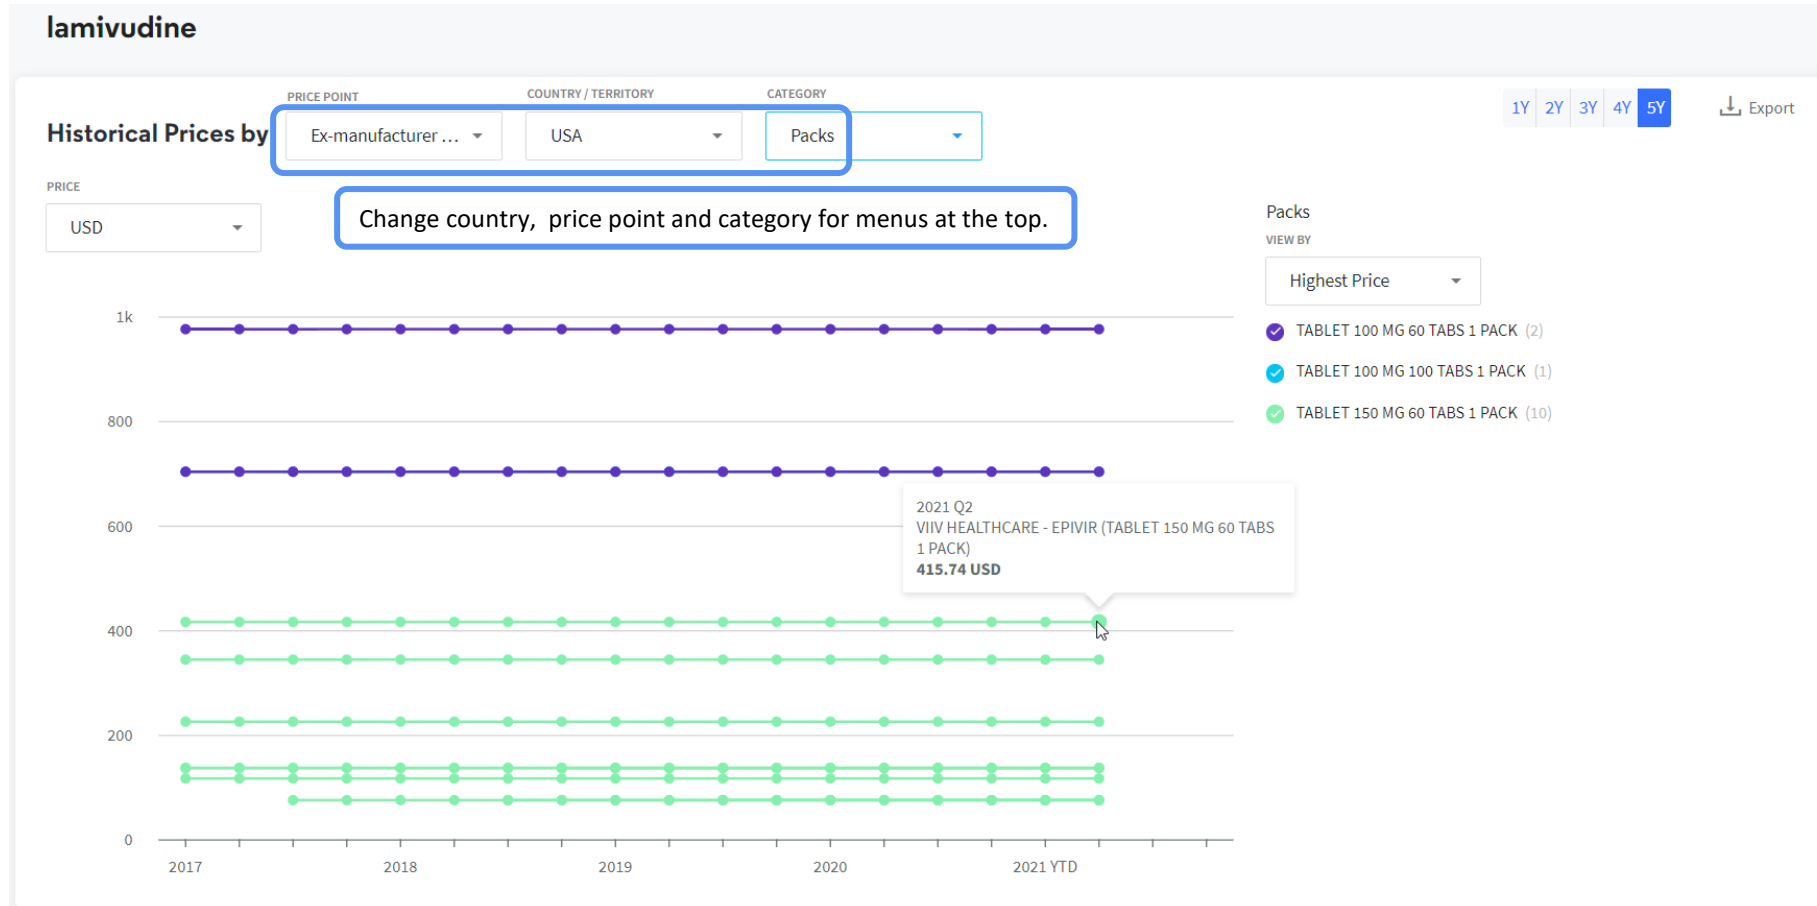 lamivudine
PRICE POINT
COUNTRY / TERRITORY
CATEGORY
1Y 2Y 3Y 4Y 5Y
Export
Historical Prices by
Ex-manufacturer ...
USA
Packs
PRICE
USD
Change country,  price point and category for menus at the top.
Packs
VIEW BY
Highest Price
TABLET 100 MG 60 TABS 1 PACK (2)
TABLET 100 MG 100 TABS 1 PACK (1)
TABLET 150 MG 60 TABS 1 PACK (10)
1k
800
600
400
200
0
2021 Q2
VIIV HEALTHCARE - EPIVIR (TABLET 150 MG 60 TABS
1 PACK)
415.74 USD
2017 2018 2019 2020 2021 YTD